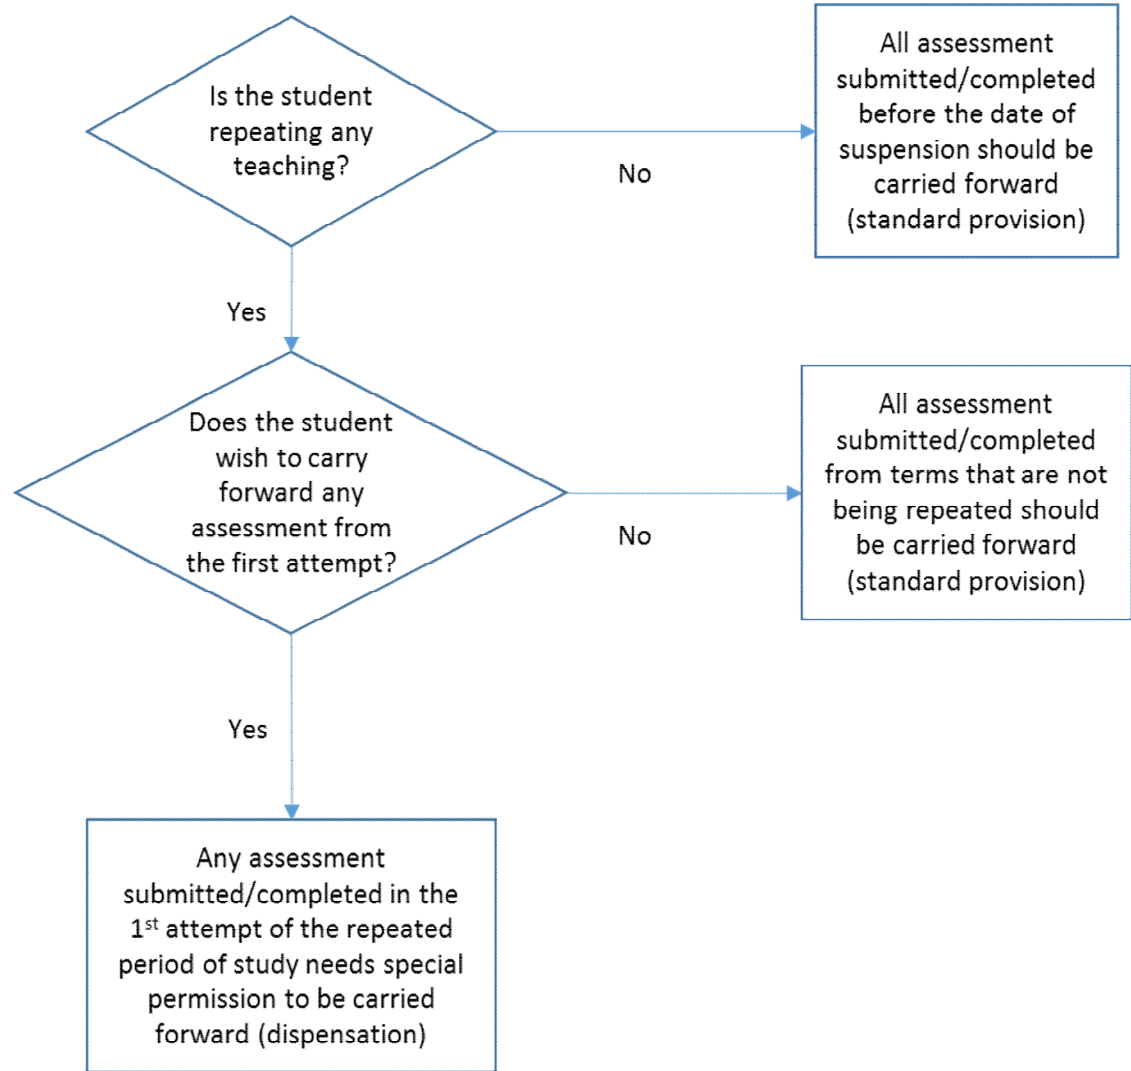 Is the student
repeating any
teaching?
No
All assessment
submitted/completed
before the date of
suspension should be
carried forward
(standard provision)
Yes
Does the student
wish to carry
forward any
assessment from
the first attempt?
No
All assessment
submitted/completed
from terms that are not
being repeated should
be carried forward
(standard provision)
Yes
Any assessment
submitted/completed in the
1st attempt of the repeated
period of study needs special
permission to be carried
forward (dispensation)